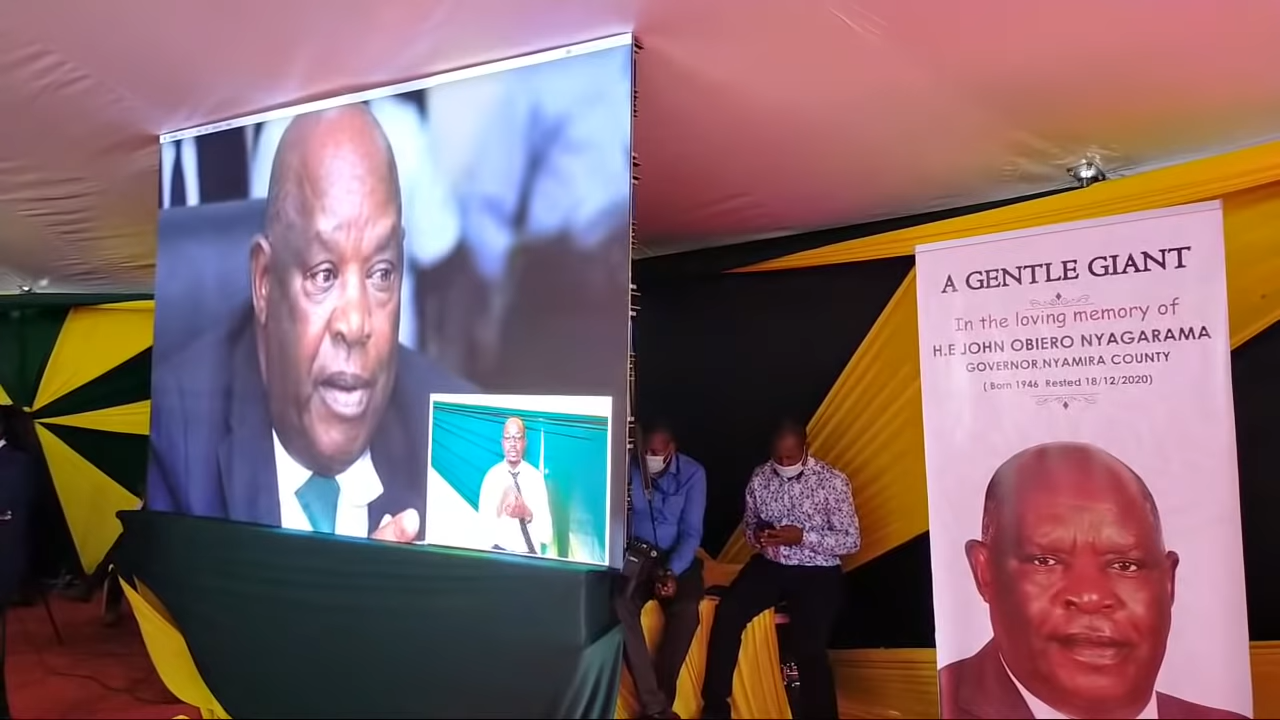 A GENTLE GIANT
In the loving memory of
H.E JOHN OBIERO NYAGARAMA
GOVERNOR,NYAMIRA COUNTY
( Born 1946 Rested 18/12/2020)